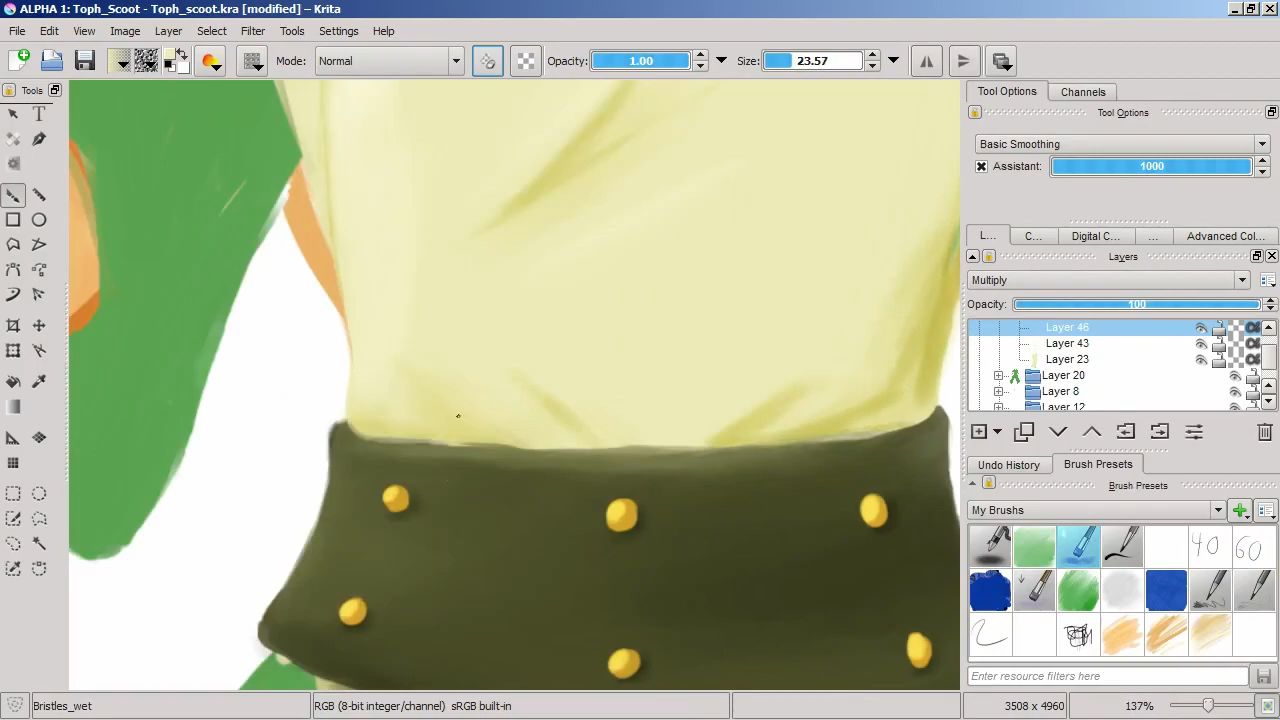 ALPHA 1: Toph_Scoot - Toph_scoot.kra [modified] – Krita
File Edit View Image Layer Select Filter Tools Settings Help
Mode: Normal Opacity: 1.00 Size: 23.57
Tools
Tool Options Channels
Tool Options
Basic Smoothing
Assistant: 1000
L... C... Digital C... ... Advanced Col...
Layers
Multiply
Opacity: 100
Layer 46
Layer 43
Layer 23
Layer 20
Layer 8
Layer 12
Undo History Brush Presets
Brush Presets
My Brushs
40 60
Enter resource filters here
Bristles_wet RGB (8-bit integer/channel) sRGB built-in 3508 x 4960 137%